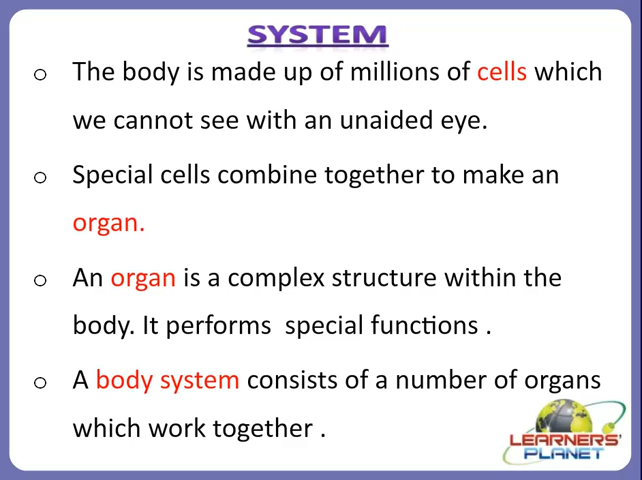 SYSTEM
o The body is made up of millions of cells which
we cannot see with an unaided eye.
o Special cells combine together to make an
organ.
o An organ is a complex structure within the
body. It performs  special functions .
o A body system consists of a number of organs
which work together .
LEARNERS'
PLANET